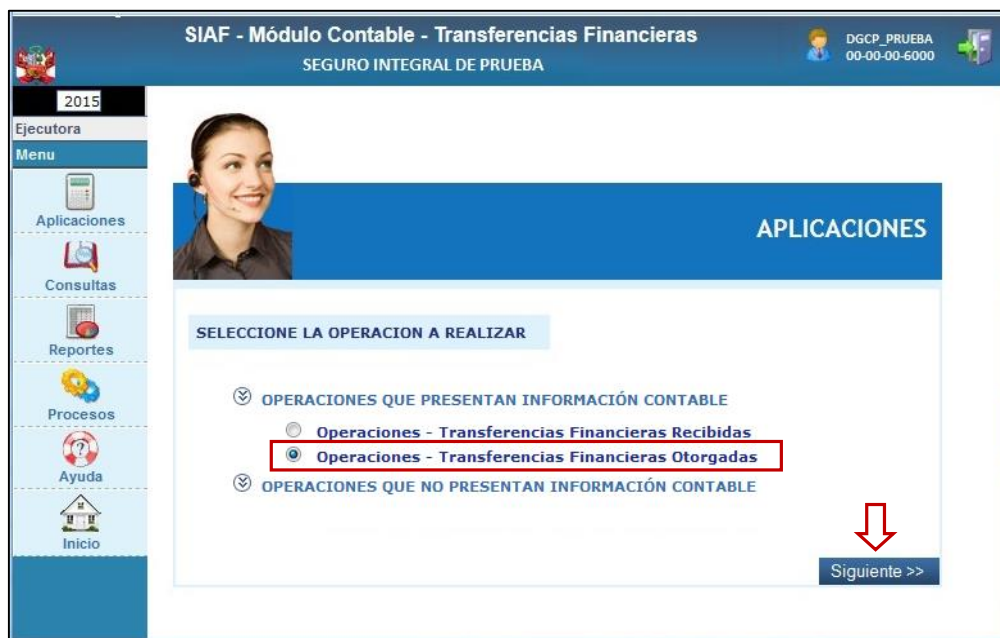 SIAF - Módulo Contable - Transferencias Financieras
SEGURO INTEGRAL DE PRUEBA
DGCP_PRUEBA
00-00-00-6000
2015
Ejecutora
Menu
Aplicaciones
Consultas
Reportes
Procesos
Ayuda
Inicio
APLICACIONES
SELECCIONE LA OPERACION A REALIZAR
OPERACIONES QUE PRESENTAN INFORMACIÓN CONTABLE
Operaciones - Transferencias Financieras Recibidas
Operaciones - Transferencias Financieras Otorgadas
OPERACIONES QUE NO PRESENTAN INFORMACIÓN CONTABLE
Siguiente >>